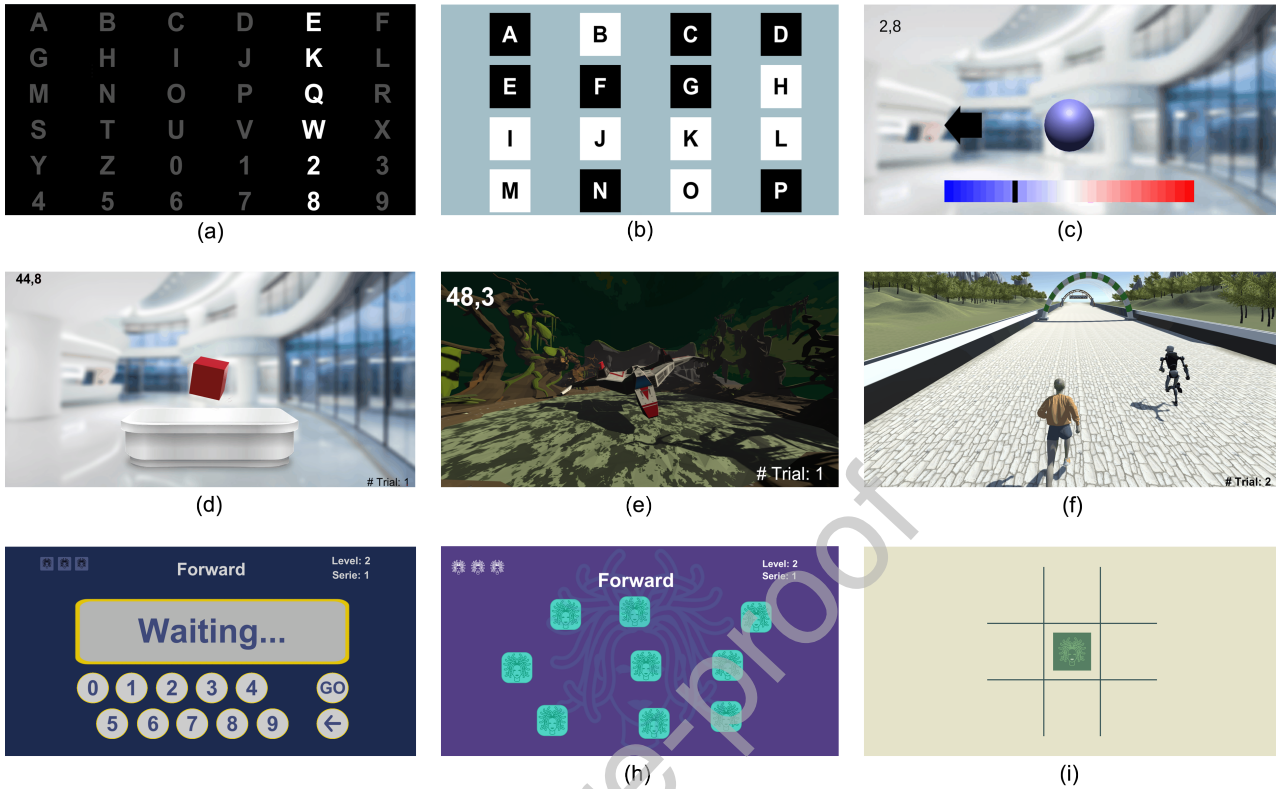 A B C D E F
G H I J K L
M N O P Q R
S T U V W X
Y Z 0 1 2 3
4 5 6 7 8 9
(a)
A B C D
E F G H
I J K L
M N O P
(b)
2,8
(c)
44,8
# Trial: 1
(d)
48,3
# Trial: 1
(e)
# Trial: 2
(f)
Forward
Level: 2
Serie: 1
Waiting...
0 1 2 3 4 GO
5 6 7 8 9
Forward
Level: 2
Serie: 1
(h)
(i)
e-proof